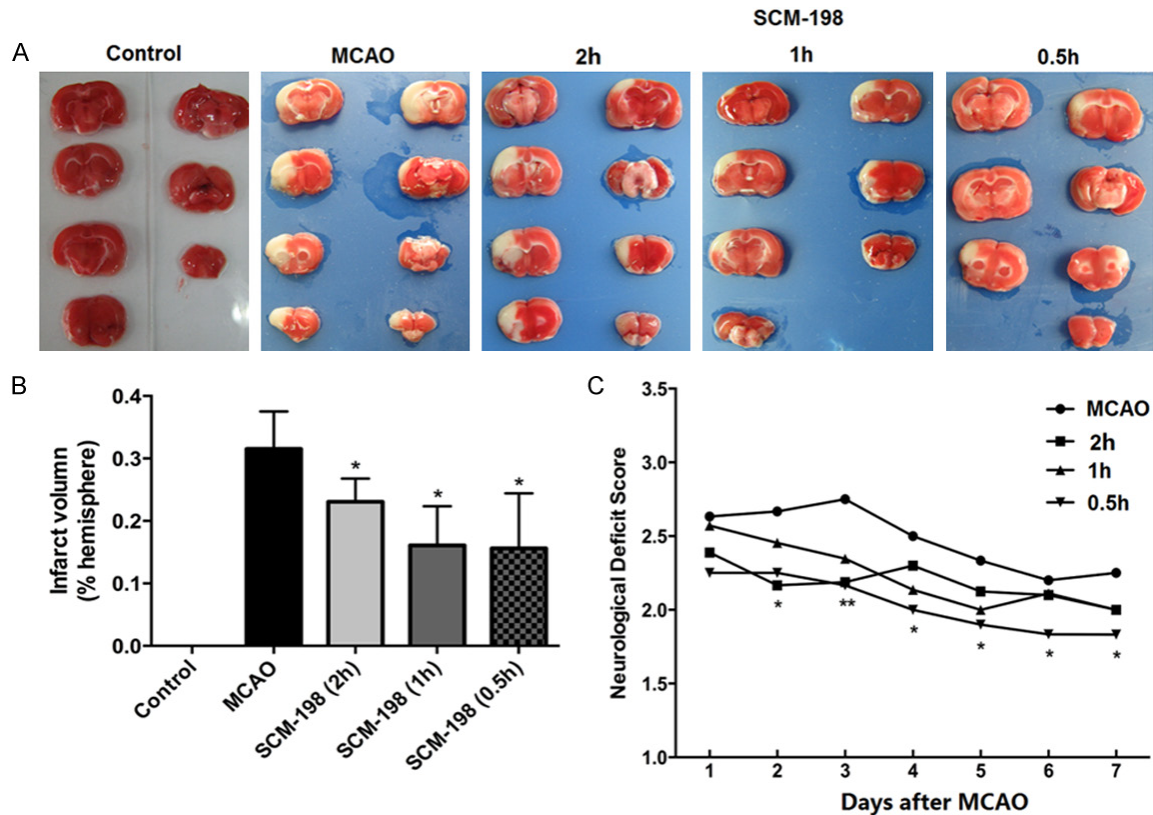 SCM-198
A
Control
MCAO
2h
1h
0.5h
B
0.4
0.3
0.2
0.1
0.0
Infarct volumn
(% hemisphere)
*
*
*
Control
MCAO
SCM-198 (2h)
SCM-198 (1h)
SCM-198 (0.5h)
C
3.5
3.0
2.5
2.0
1.5
1.0
Neurological Deficit Score
MCAO
2h
1h
0.5h
*
**
*
*
*
*
1 2 3 4 5 6 7
Days after MCAO